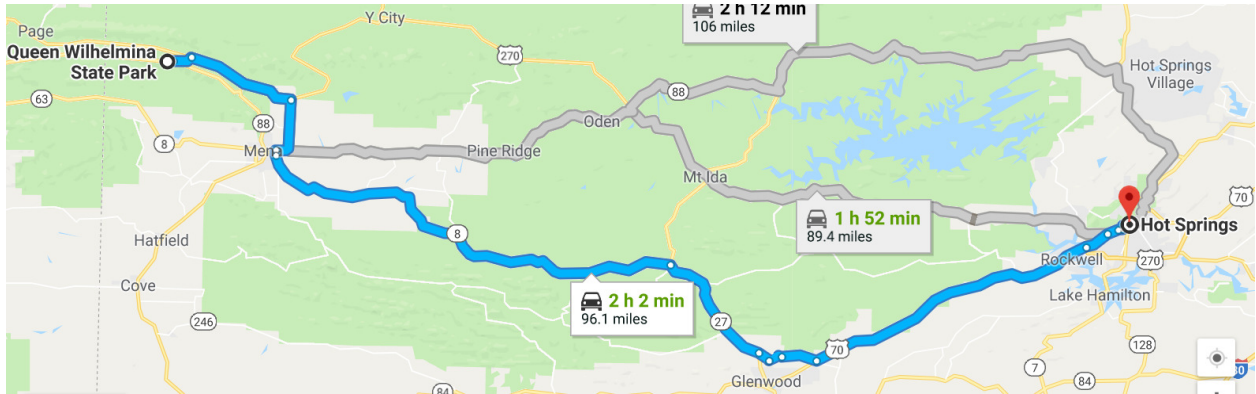 2 h 12 min
106 miles
Y City
Page
Queen Wilhelmina
State Park
270
Hot Springs
Village
63
88
88
8
Mena
Oden
Pine Ridge
Mt Ida
70
1 h 52 min
89.4 miles
Hot Springs
8
Hatfield
Rockwell
270
Cove
Lake Hamilton
2 h 2 min
96.1 miles
246
27
70
128
7
Glenwood
84
84